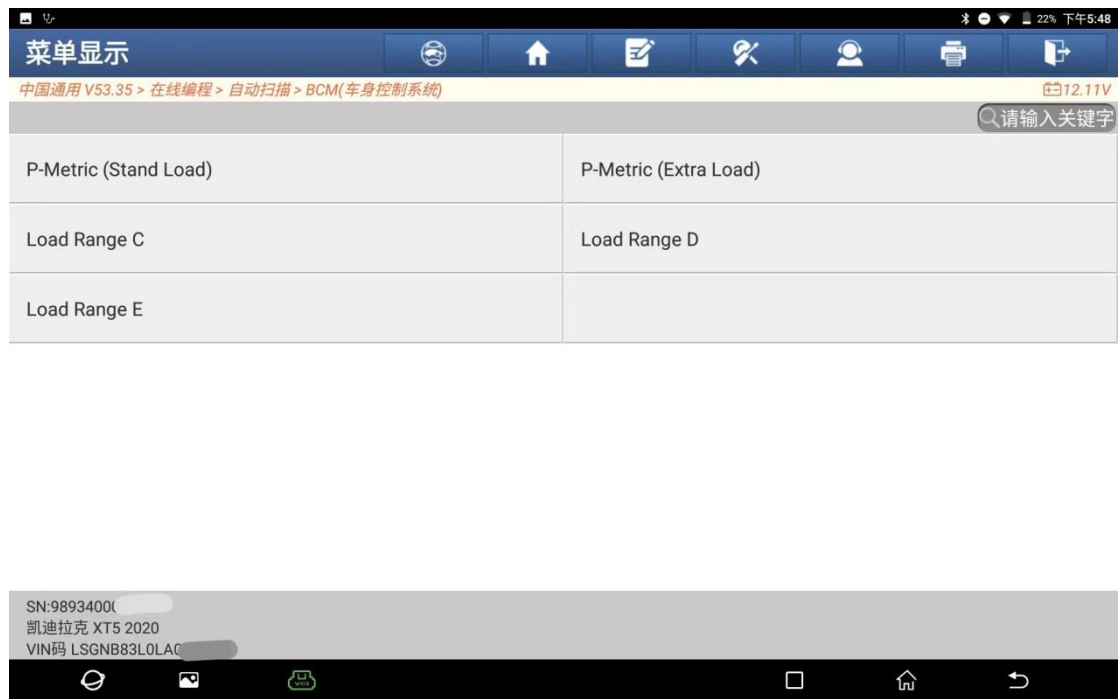 22% 下午5:48
菜单显示
中国通用 V53.35 > 在线编程 > 自动扫描 > BCM(车身控制系统)
12.11V
请输入关键字
P-Metric (Stand Load)
P-Metric (Extra Load)
Load Range C
Load Range D
Load Range E
SN:98934000
凯迪拉克 XT5 2020
VIN码 LSGNB83L0LA0
VCI